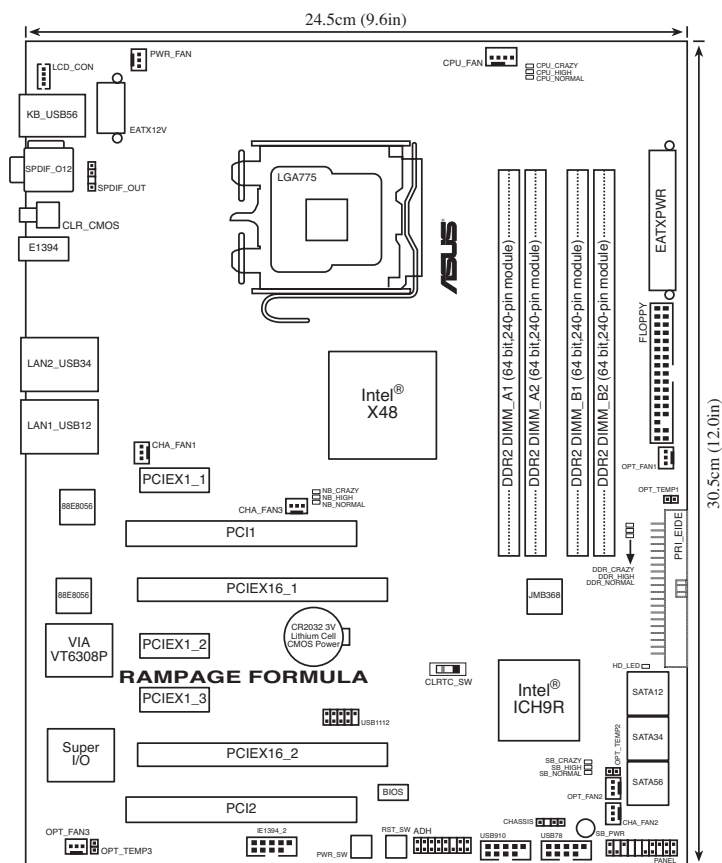 24.5cm (9.6in)
PWR_FAN
LCD_CON
CPU_FAN
CPU_CRAZY
CPU_HIGH
CPU_NORMAL
KB_USB56
EATX12V
SPDIF_O12
SPDIF_OUT
LGA775
CLR_CMOS
E1394
ASUS®
DDR2 DIMM_A1 (64 bit,240-pin module)
DDR2 DIMM_A2 (64 bit,240-pin module)
DDR2 DIMM_B1 (64 bit,240-pin module)
DDR2 DIMM_B2 (64 bit,240-pin module)
EATXPWR
FLOPPY
30.5cm (12.0in)
LAN2_USB34
Intel®
X48
LAN1_USB12
CHA_FAN1
OPT_FAN1
PCIEX1_1
88E8056
CHA_FAN3
NB_CRAZY
NB_HIGH
NB_NORMAL
OPT_TEMP1
PCI1
PRI_EIDE
DDR_CRAZY
DDR_HIGH
DDR_NORMAL
88E8056
PCIEX16_1
JMB368
VIA
VT6308P
PCIEX1_2
CR2032 3V
Lithium Cell
CMOS Power
RAMPAGE FORMULA
CLRTC_SW
Intel®
ICH9R
HD_LED
SATA12
PCIEX1_3
USB1112
SATA34
OPT_TEMP2
Super
I/O
PCIEX16_2
SB_CRAZY
SB_HIGH
SB_NORMAL
SATA56
BIOS
OPT_FAN2
PCI2
CHASSIS
CHA_FAN2
OPT_FAN3
OPT_TEMP3
IE1394_2
PWR_SW
RST_SW
ADH
USB910
USB78
SB_PWR
PANEL